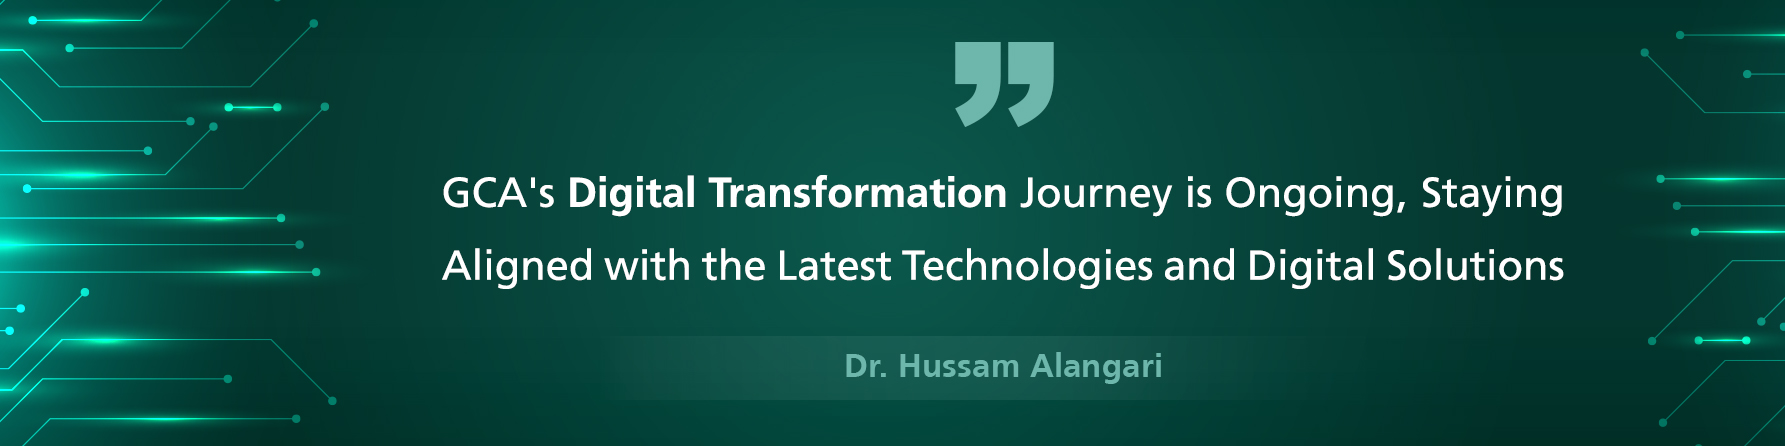 ”
GCA's Digital Transformation Journey is Ongoing, Staying
Aligned with the Latest Technologies and Digital Solutions
Dr. Hussam Alangari